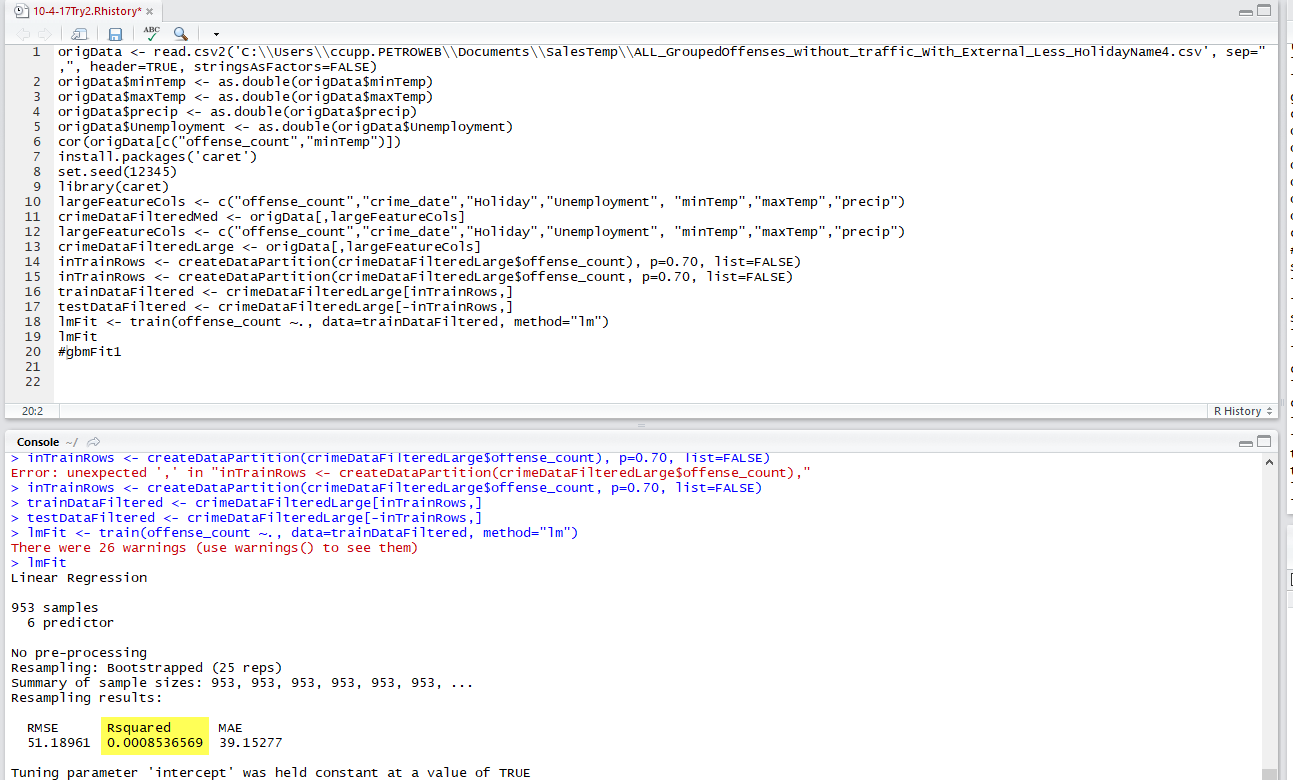 10-4-17Try2.Rhistory*
ABC
1 origData <- read.csv2('C:\\Users\\ccupp.PETROWEB\\Documents\\SalesTemp\\ALL_GroupedOffenses_without_traffic_With_External_Less_HolidayName4.csv', sep="
,", header=TRUE, stringsAsFactors=FALSE)
2 origData$minTemp <- as.double(origData$minTemp)
3 origData$maxTemp <- as.double(origData$maxTemp)
4 origData$precip <- as.double(origData$precip)
5 origData$Unemployment <- as.double(origData$Unemployment)
6 cor(origData[c("offense_count","minTemp")])
7 install.packages('caret')
8 set.seed(12345)
9 library(caret)
10 largeFeatureCols <- c("offense_count","crime_date","Holiday","Unemployment", "minTemp","maxTemp","precip")
11 crimeDataFilteredMed <- origData[,largeFeatureCols]
12 largeFeatureCols <- c("offense_count","crime_date","Holiday","Unemployment", "minTemp","maxTemp","precip")
13 crimeDataFilteredLarge <- origData[,largeFeatureCols]
14 inTrainRows <- createDataPartition(crimeDataFilteredLarge$offense_count), p=0.70, list=FALSE)
15 inTrainRows <- createDataPartition(crimeDataFilteredLarge$offense_count, p=0.70, list=FALSE)
16 trainDataFiltered <- crimeDataFilteredLarge[inTrainRows,]
17 testDataFiltered <- crimeDataFilteredLarge[-inTrainRows,]
18 lmFit <- train(offense_count ~., data=trainDataFiltered, method="lm")
19 lmFit
20 #gbmFit1
21
22
20:2 R History
Console ~/
> inTrainRows <- createDataPartition(crimeDataFilteredLarge$offense_count), p=0.70, list=FALSE)
Error: unexpected ',' in "inTrainRows <- createDataPartition(crimeDataFilteredLarge$offense_count),"
> inTrainRows <- createDataPartition(crimeDataFilteredLarge$offense_count, p=0.70, list=FALSE)
> trainDataFiltered <- crimeDataFilteredLarge[inTrainRows,]
> testDataFiltered <- crimeDataFilteredLarge[-inTrainRows,]
> lmFit <- train(offense_count ~., data=trainDataFiltered, method="lm")
There were 26 warnings (use warnings() to see them)
> lmFit
Linear Regression
953 samples
6 predictor
No pre-processing
Resampling: Bootstrapped (25 reps)
Summary of sample sizes: 953, 953, 953, 953, 953, 953, ...
Resampling results:
RMSE Rsquared MAE
51.18961 0.0008536569 39.15277
Tuning parameter 'intercept' was held constant at a value of TRUE